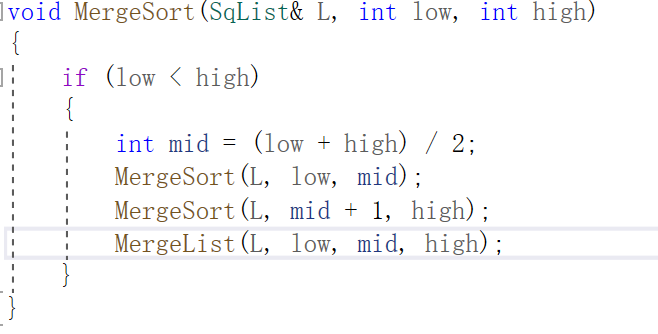 void MergeSort(SqList& L, int low, int high)
{
if (low < high)
{
int mid = (low + high) / 2;
MergeSort(L, low, mid);
MergeSort(L, mid + 1, high);
MergeList(L, low, mid, high);
}
}